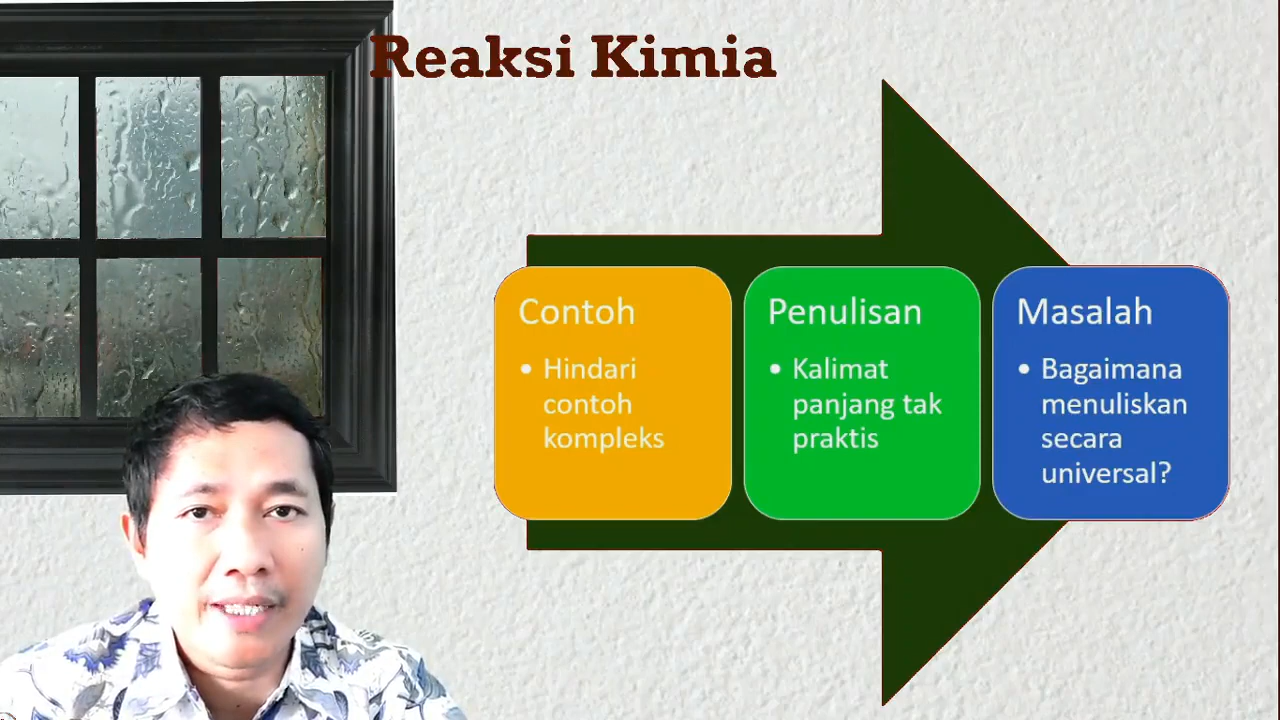 Reaksi Kimia
Contoh
• Hindari
contoh
kompleks
Penulisan
• Kalimat
panjang tak
praktis
Masalah
• Bagaimana
menuliskan
secara
universal?